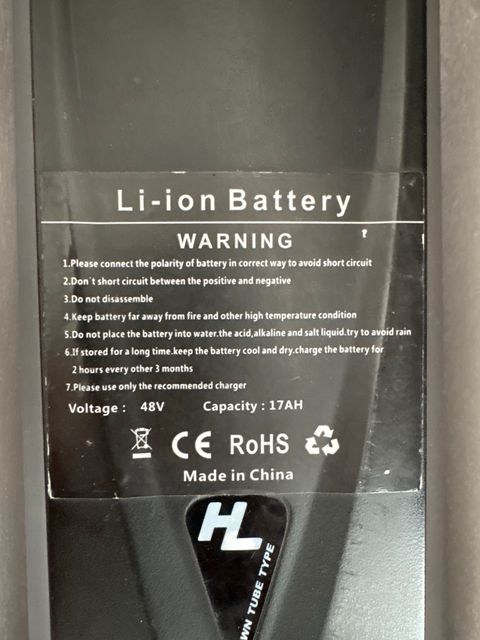 Li-ion Battery
WARNING
1.Please connect the polarity of battery in correct way to avoid short circuit
2.Don't short circuit between the positive and negative
3.Do not disassemble
4.Keep battery far away from fire and other high temperature condition
5.Do not place the battery into water.the acid,alkaline and salt liquid.try to avoid rain
6.If stored for a long time.keep the battery cool and dry.charge the battery for
2 hours every other 3 months
7.Please use only the recommended charger
Voltage : 48V Capacity : 17AH
CE RoHS
Made in China
HL
WN TUBE TYPE